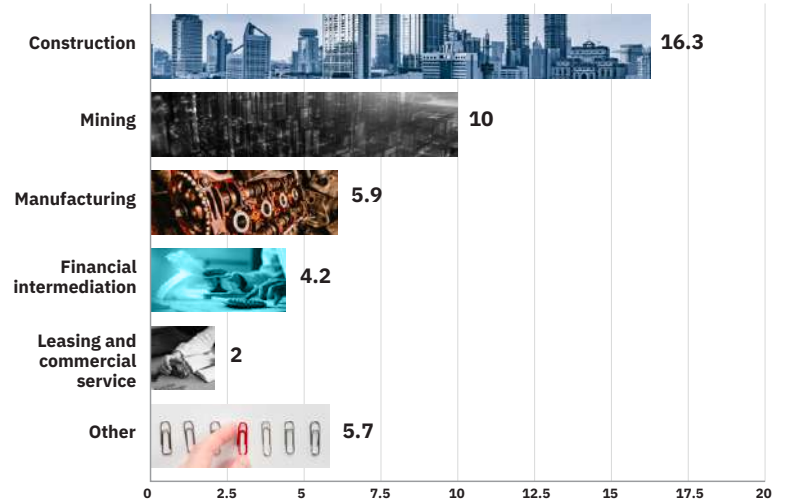 Construction
16.3
Mining
10
Manufacturing
5.9
Financial
intermediation
4.2
Leasing and
commercial
service
2
Other
5.7
0 2.5 5 7.5 10 12.5 15 17.5 20